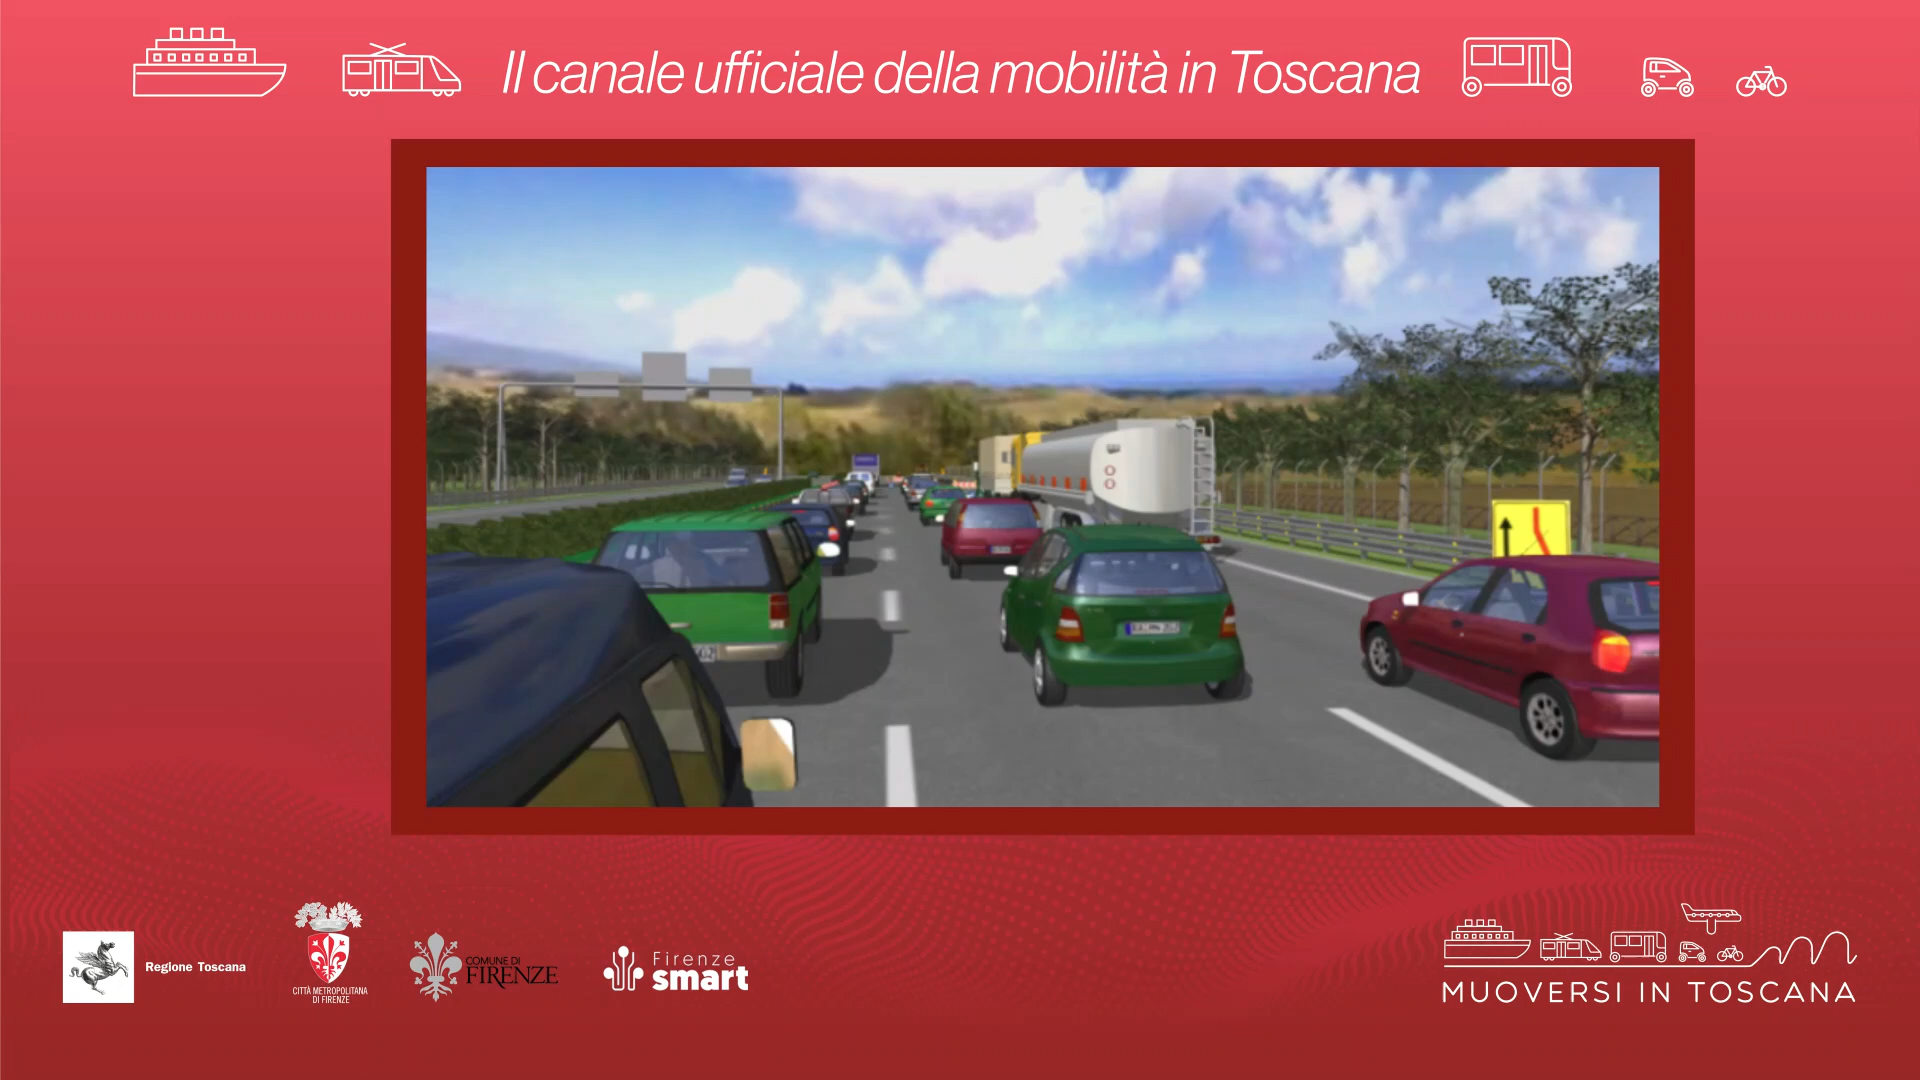 Il canale ufficiale della mobilità in Toscana
Regione Toscana
CITTÀ METROPOLITANA
DI FIRENZE
COMUNE DI
FIRENZE
Firenze
smart
MUOVERSI IN TOSCANA